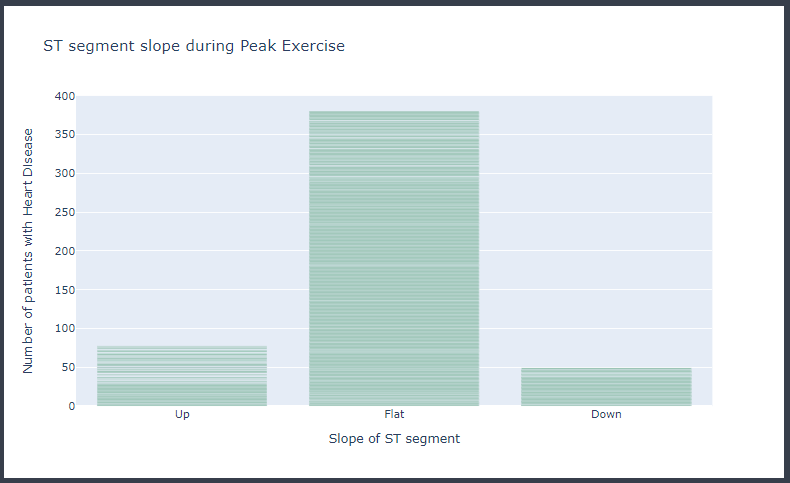 ST segment slope during Peak Exercise
Number of patients with Heart DIsease
400
350
300
250
200
150
100
50
0
Up
Flat
Down
Slope of ST segment